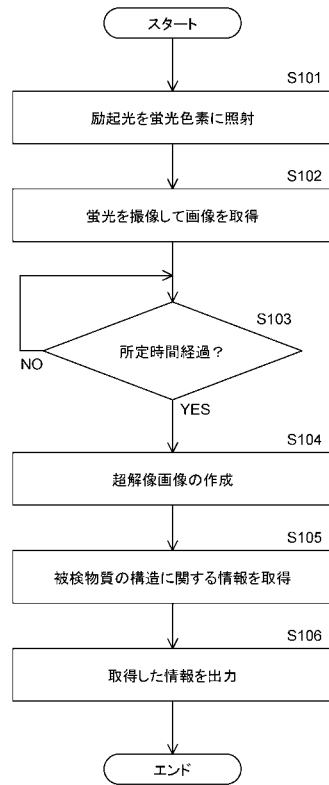 スタート
S101
励起光を蛍光色素に照射
S102
蛍光を撮像して画像を取得
S103
所定時間経過?
NO
YES
S104
超解像画像の作成
S105
被検物質の構造に関する情報を取得
S106
取得した情報を出力
エンド